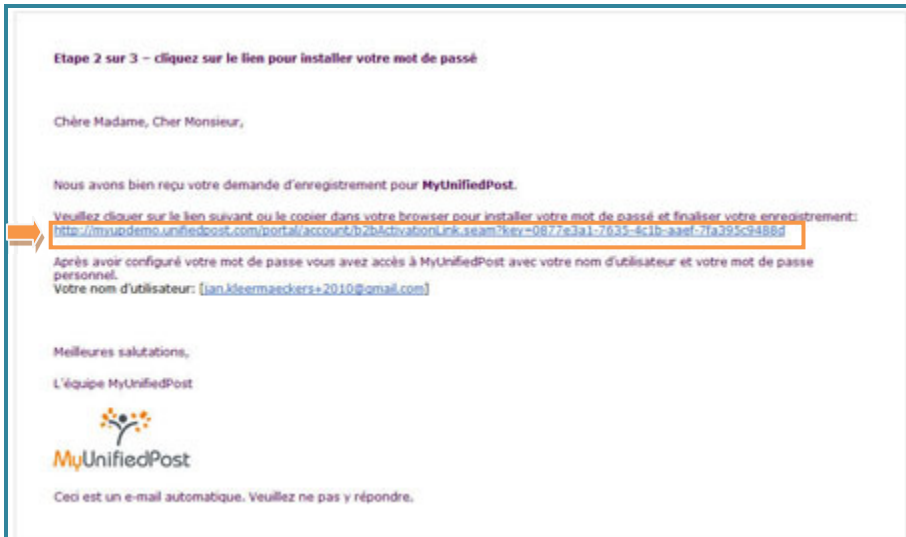 Etape 2 sur 3 – cliquez sur le lien pour installer votre mot de passé
Chère Madame, Cher Monsieur,
Nous avons bien reçu votre demande d'enregistrement pour MyUnifiedPost.
Veuillez cliquer sur le lien suivant ou le copier dans votre browser pour installer votre mot de passé et finaliser votre enregistrement:
http://myupdemo.unifiedpost.com/portal/account/b2bActivationLink.seam?key=0877e3a1-7635-4c1b-aaef-7fa395c9488d
Après avoir configuré votre mot de passe vous avez accès à MyUnifiedPost avec votre nom d'utilisateur et votre mot de passe
personnel.
Votre nom d'utilisateur: [jan.kleermaeckers+2010@gmail.com]
Meilleures salutations,
L'équipe MyUnifiedPost
MyUnifiedPost
Ceci est un e-mail automatique. Veuillez ne pas y répondre.